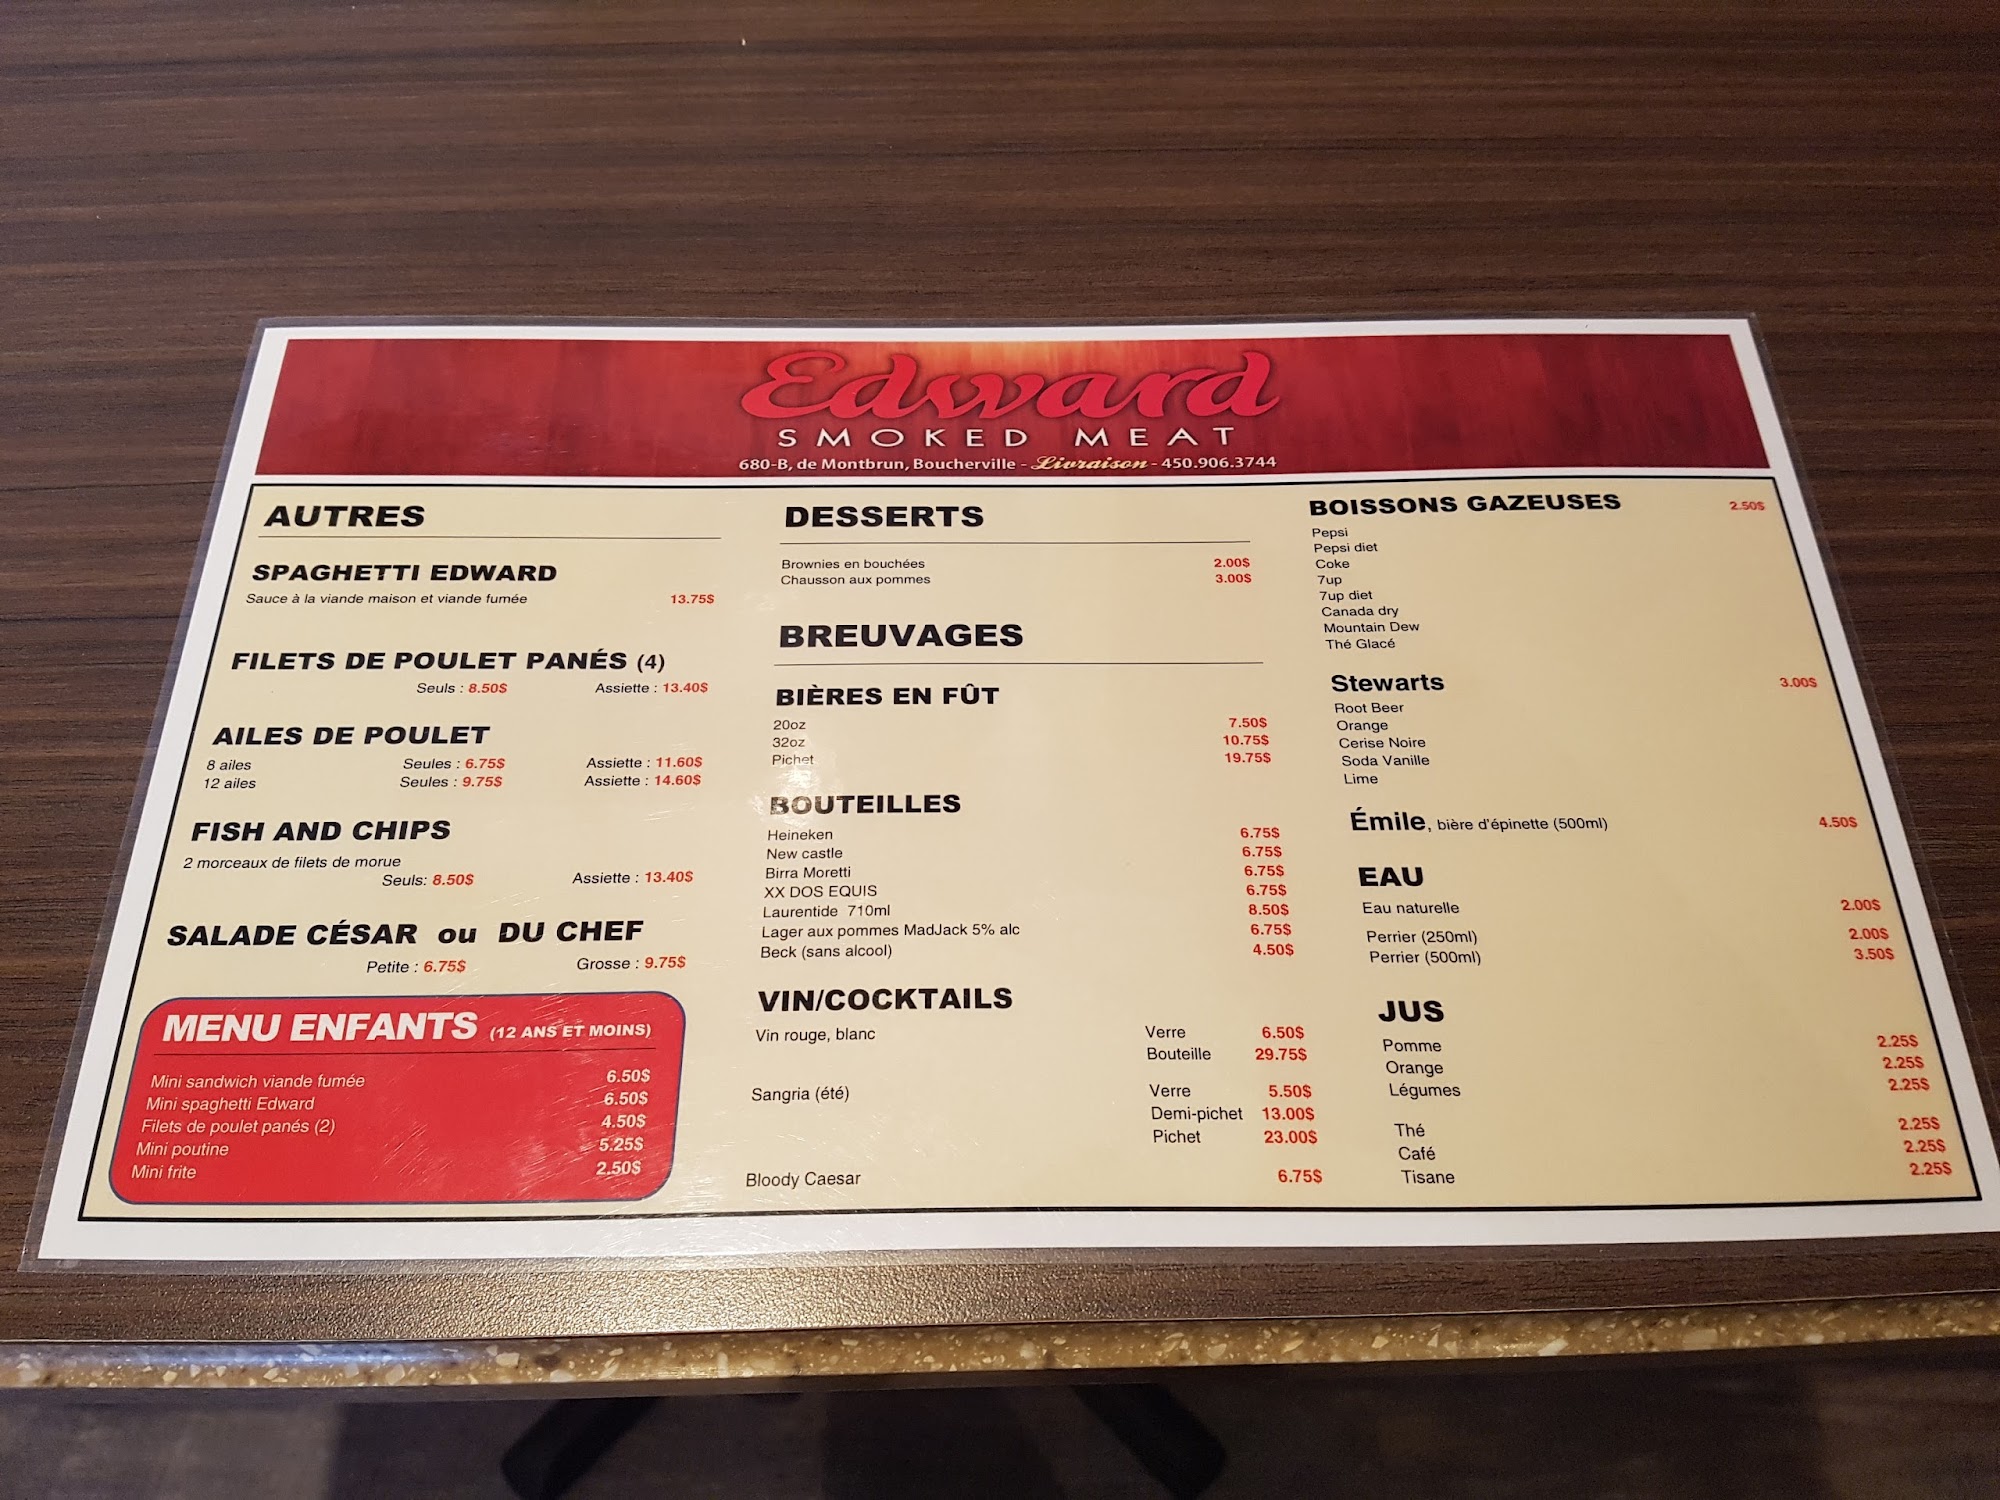 Edward
SMOKED MEAT
680-B, de Montbrun, Boucherville - Livraison - 450.906.3744
AUTRES
SPAGHETTI EDWARD
Sauce à la viande maison et viande fumée 13.75$
FILETS DE POULET PANÉS (4)
Seuls : 8.50$ Assiette : 13.40$
AILES DE POULET
8 ailes Seules : 6.75$ Assiette : 11.60$
12 ailes Seules : 9.75$ Assiette : 14.60$
FISH AND CHIPS
2 morceaux de filets de morue
Seuls: 8.50$ Assiette : 13.40$
SALADE CÉSAR ou DU CHEF
Petite : 6.75$ Grosse : 9.75$
MENU ENFANTS (12 ANS ET MOINS)
Mini sandwich viande fumée 6.50$
Mini spaghetti Edward 6.50$
Filets de poulet panés (2) 4.50$
Mini poutine 5.25$
Mini frite 2.50$
DESSERTS
Brownies en bouchées 2.00$
Chausson aux pommes 3.00$
BREUVAGES
BIÈRES EN FÛT
20oz 7.50$
32oz 10.75$
Pichet 19.75$
BOUTEILLES
Heineken 6.75$
New castle 6.75$
Birra Moretti 6.75$
XX DOS EQUIS 6.75$
Laurentide 710ml 8.50$
Lager aux pommes MadJack 5% alc 6.75$
Beck (sans alcool) 4.50$
VIN/COCKTAILS
Vin rouge, blanc Verre 6.50$
Bouteille 29.75$
Sangria (été) Verre 5.50$
Demi-pichet 13.00$
Pichet 23.00$
Bloody Caesar 6.75$
BOISSONS GAZEUSES 2.50$
Pepsi
Pepsi diet
Coke
7up
7up diet
Canada dry
Mountain Dew
Thé Glacé
Stewarts 3.00$
Root Beer
Orange
Cerise Noire
Soda Vanille
Lime
Émile, bière d'épinette (500ml) 4.50$
EAU
Eau naturelle 2.00$
Perrier (250ml) 2.00$
Perrier (500ml) 3.50$
JUS
Pomme 2.25$
Orange 2.25$
Légumes 2.25$
Thé 2.25$
Café 2.25$
Tisane 2.25$